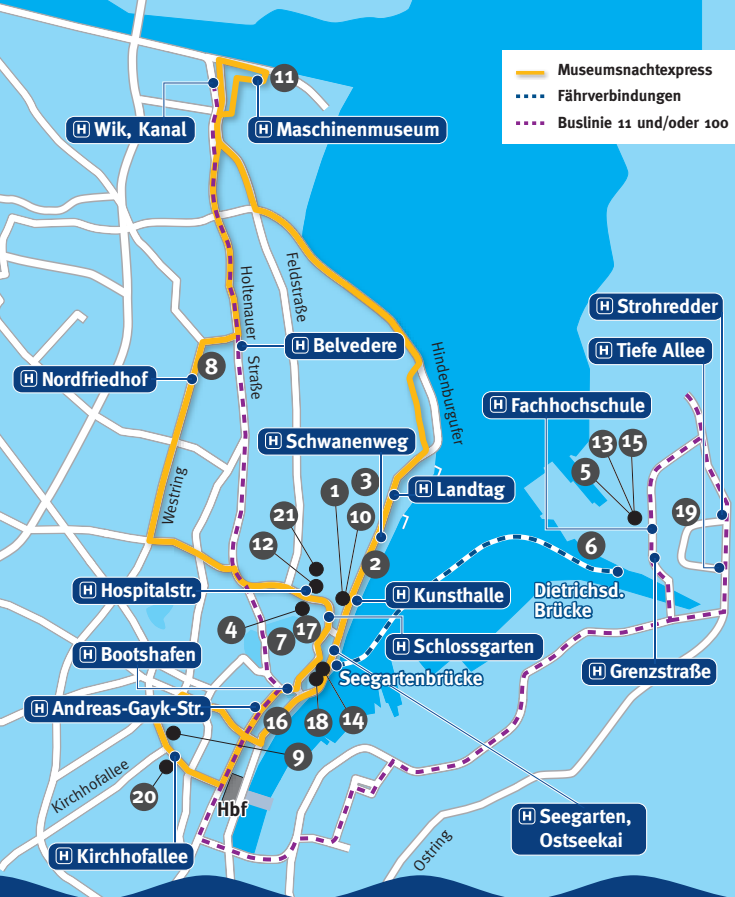 Museumsnachtexpress
Fährverbindungen
Buslinie 11 und/oder 100
11
H Wik, Kanal
H Maschinenmuseum
Feldstraße
Holtenauer
Straße
Hindenburgufer
H Strohredder
H Belvedere
H Tiefe Allee
8
H Nordfriedhof
H Fachhochschule
H Schwanenweg
13
15
5
Westring
3
1
H Landtag
21
10
19
12
6
2
H Hospitalstr.
H Kunsthalle
Dietrichsd.
Brücke
4
7
17
H Schlossgarten
H Bootshafen
H Grenzstraße
Seegartenbrücke
H Andreas-Gayk-Str.
16
18
14
9
Kirchhofallee
20
Hbf
H Seegarten,
Ostseekai
H Kirchhofallee
Ostring